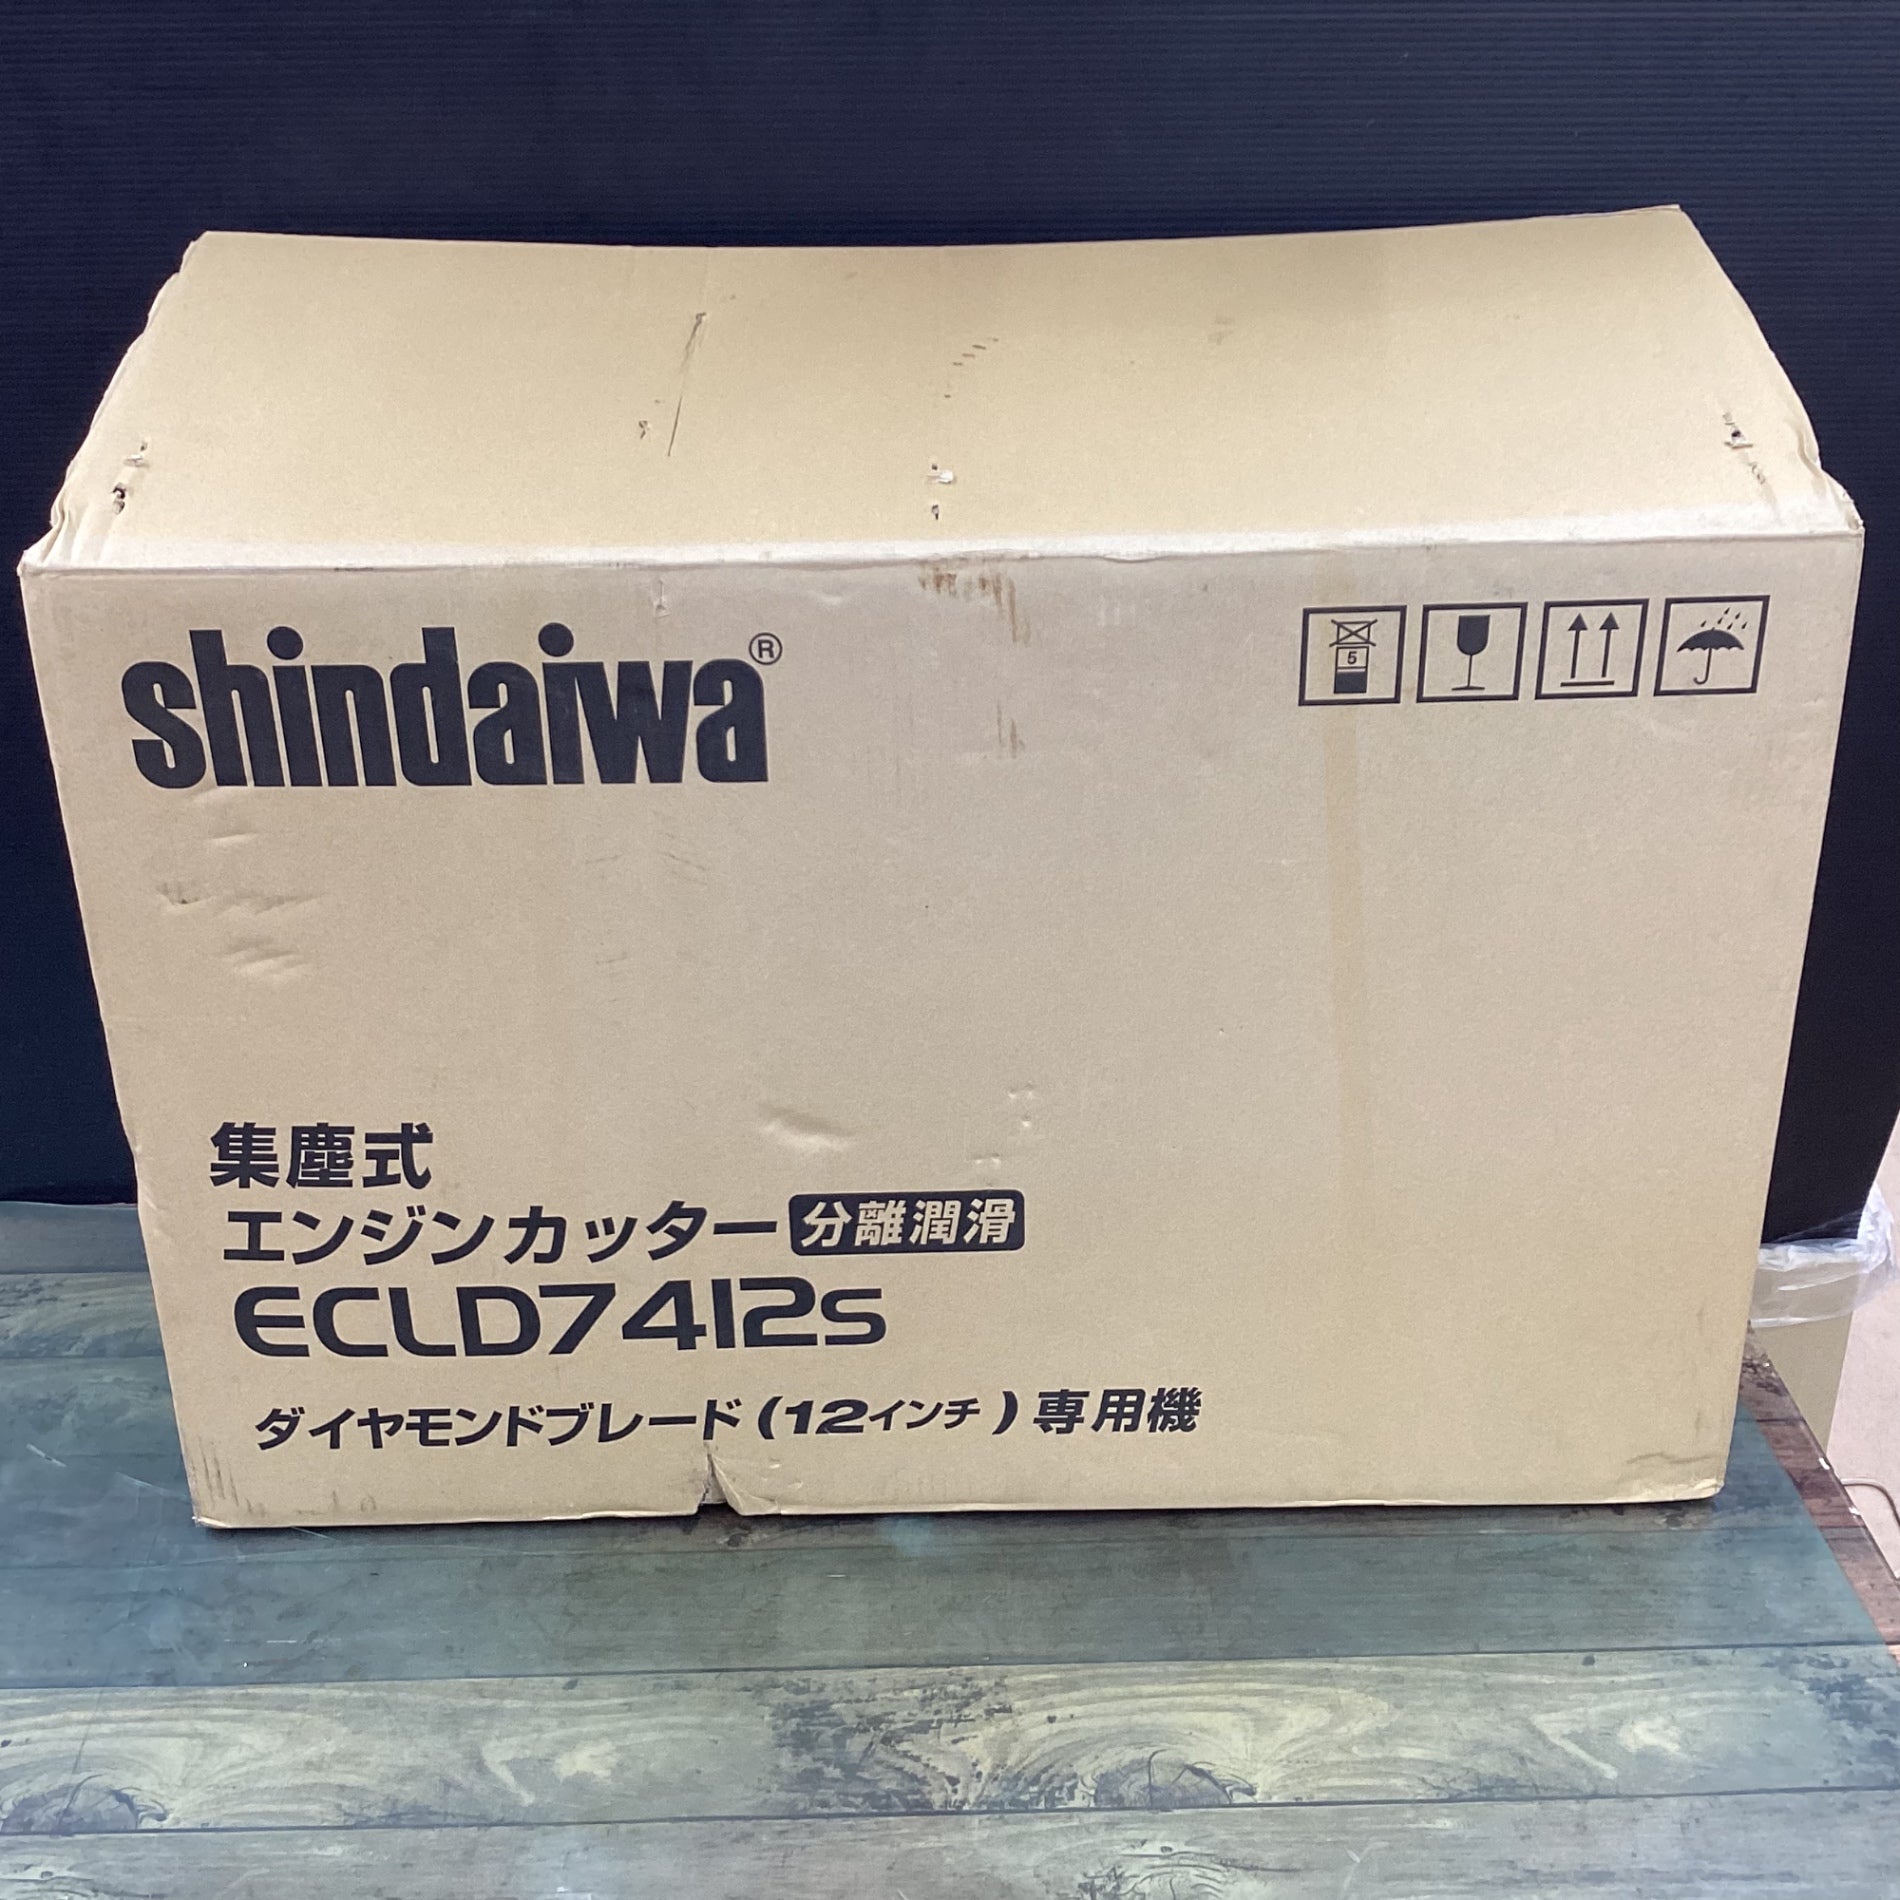 shindaiwa®
5
集塵式
エンジンカッター 分離潤滑
ECLD7412S
ダイヤモンドブレード(12インチ)専用機